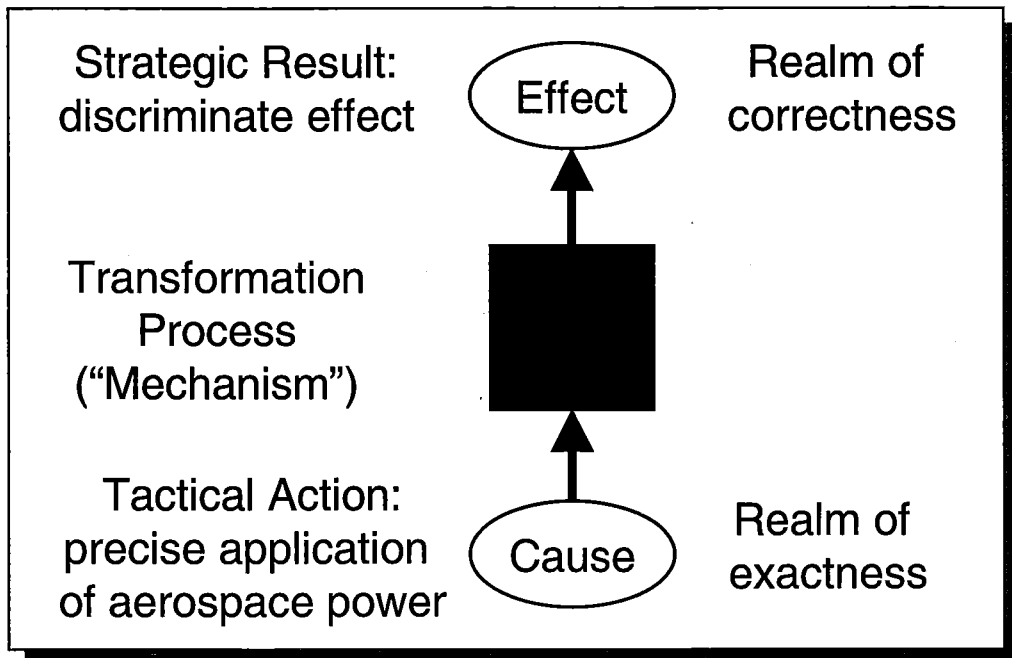 Strategic Result:
discriminate effect
Effect
Realm of
correctness
Transformation
Process
(“Mechanism”)
Tactical Action:
precise application
of aerospace power
Cause
Realm of
exactness